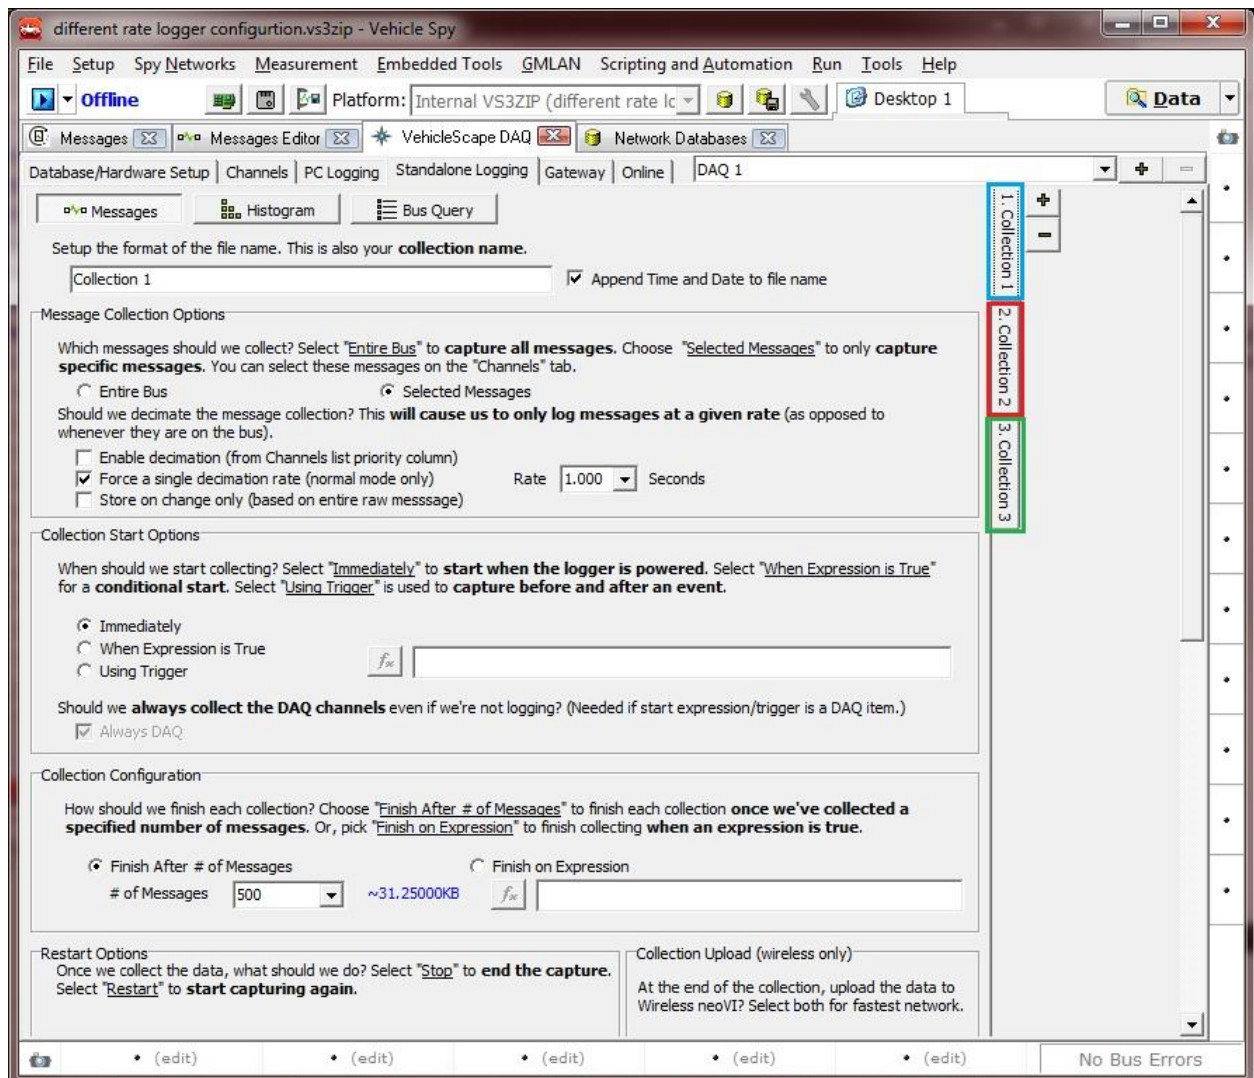 different rate logger configurtion.vs3zip - Vehicle Spy
File Setup Spy Networks Measurement Embedded Tools GMLAN Scripting and Automation Run Tools Help
Offline Platform: Internal VS3ZIP (different rate lc Desktop 1 Data
Messages Messages Editor VehicleScape DAQ Network Databases
Database/Hardware Setup Channels PC Logging Standalone Logging Gateway Online DAQ 1
Messages Histogram Bus Query
Setup the format of the file name. This is also your collection name.
Collection 1 Append Time and Date to file name
1. Collection 1
2. Collection 2
3. Collection 3
Message Collection Options
Which messages should we collect? Select "Entire Bus" to capture all messages. Choose "Selected Messages" to only capture
specific messages. You can select these messages on the "Channels" tab.
Entire Bus Selected Messages
Should we decimate the message collection? This will cause us to only log messages at a given rate (as opposed to
whenever they are on the bus).
Enable decimation (from Channels list priority column)
Force a single decimation rate (normal mode only) Rate 1.000 Seconds
Store on change only (based on entire raw messsage)
Collection Start Options
When should we start collecting? Select "Immediately" to start when the logger is powered. Select "When Expression is True"
for a conditional start. Select "Using Trigger" is used to capture before and after an event.
Immediately
When Expression is True
Using Trigger
fx
Should we always collect the DAQ channels even if we're not logging? (Needed if start expression/trigger is a DAQ item.)
Always DAQ
Collection Configuration
How should we finish each collection? Choose "Finish After # of Messages" to finish each collection once we've collected a
specified number of messages. Or, pick "Finish on Expression" to finish collecting when an expression is true.
Finish After # of Messages Finish on Expression
# of Messages 500 ~31.25000KB fx
Restart Options
Once we collect the data, what should we do? Select "Stop" to end the capture.
Select "Restart" to start capturing again.
Collection Upload (wireless only)
At the end of the collection, upload the data to
Wireless neoVI? Select both for fastest network.
(edit) (edit) (edit) (edit) (edit) No Bus Errors